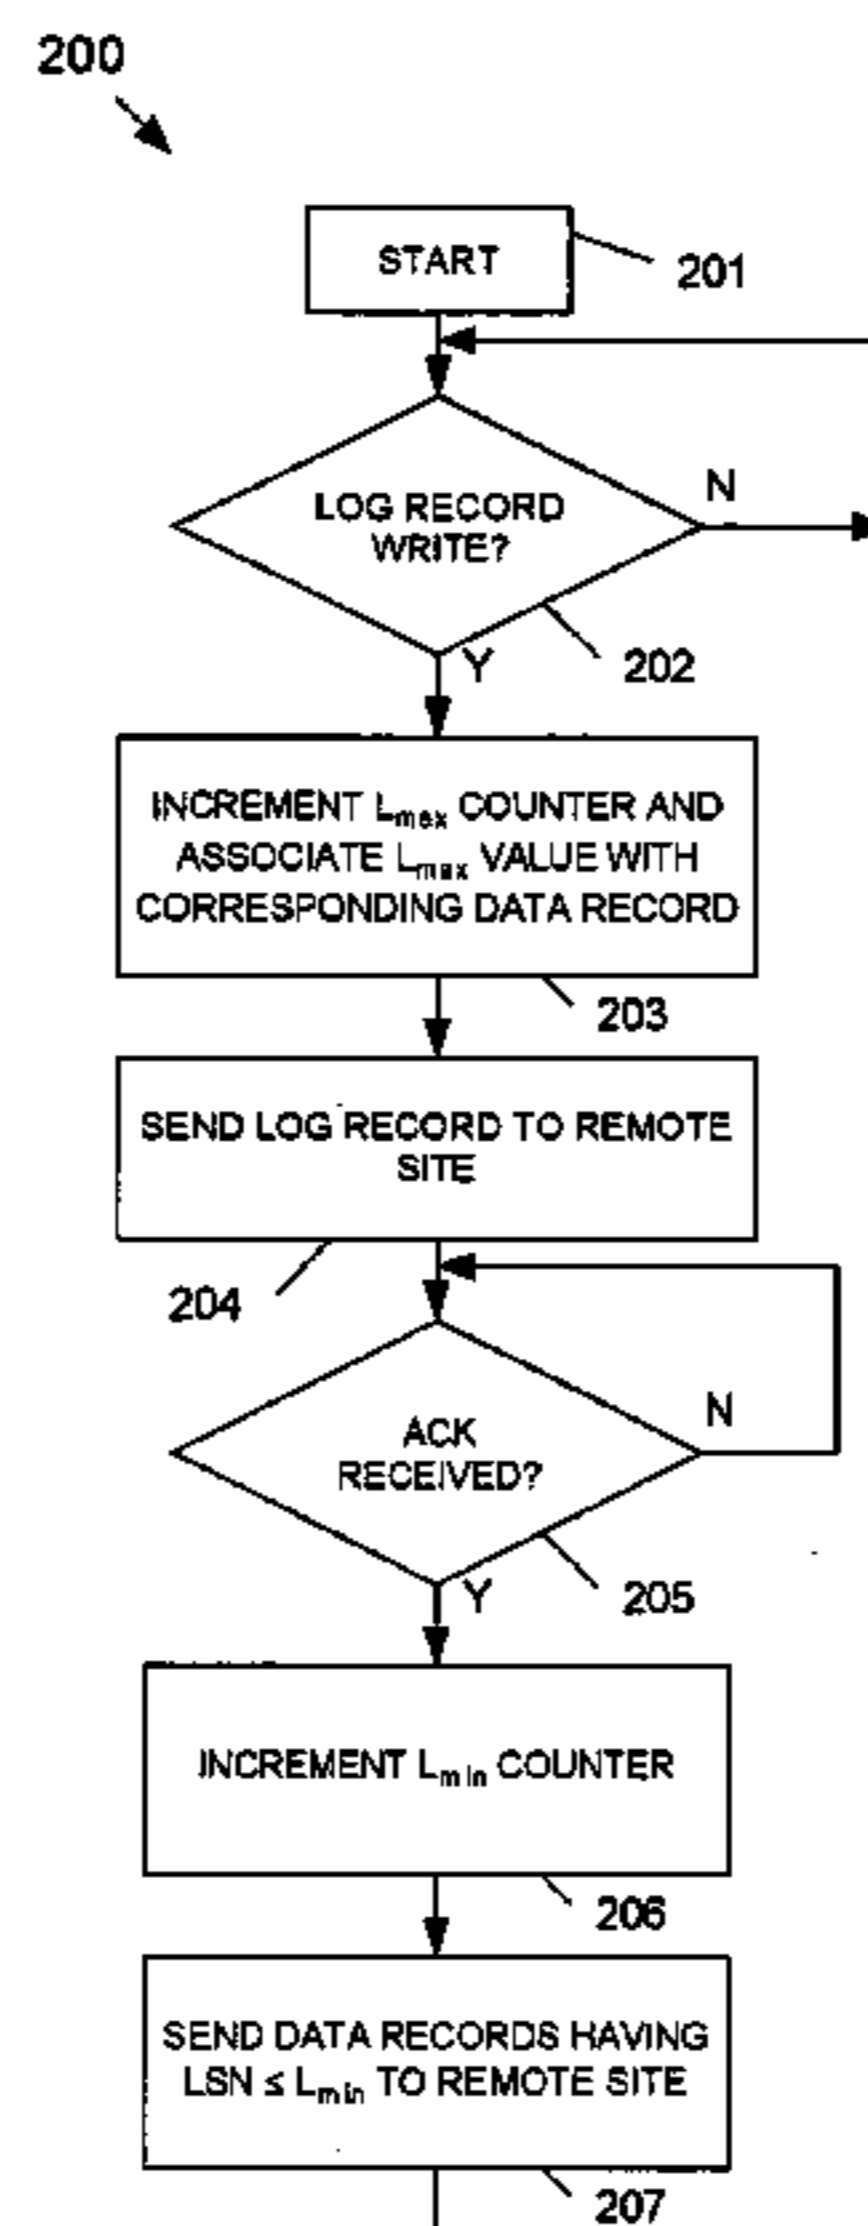 200
START
201
LOG RECORD
WRITE?
N
202
Y
INCREMENT Lmax COUNTER AND
ASSOCIATE Lmax VALUE WITH
CORRESPONDING DATA RECORD
203
SEND LOG RECORD TO REMOTE
SITE
204
ACK
RECEIVED?
N
205
Y
INCREMENT Lmin COUNTER
206
SEND DATA RECORDS HAVING
LSN ≤ Lmin TO REMOTE SITE
207